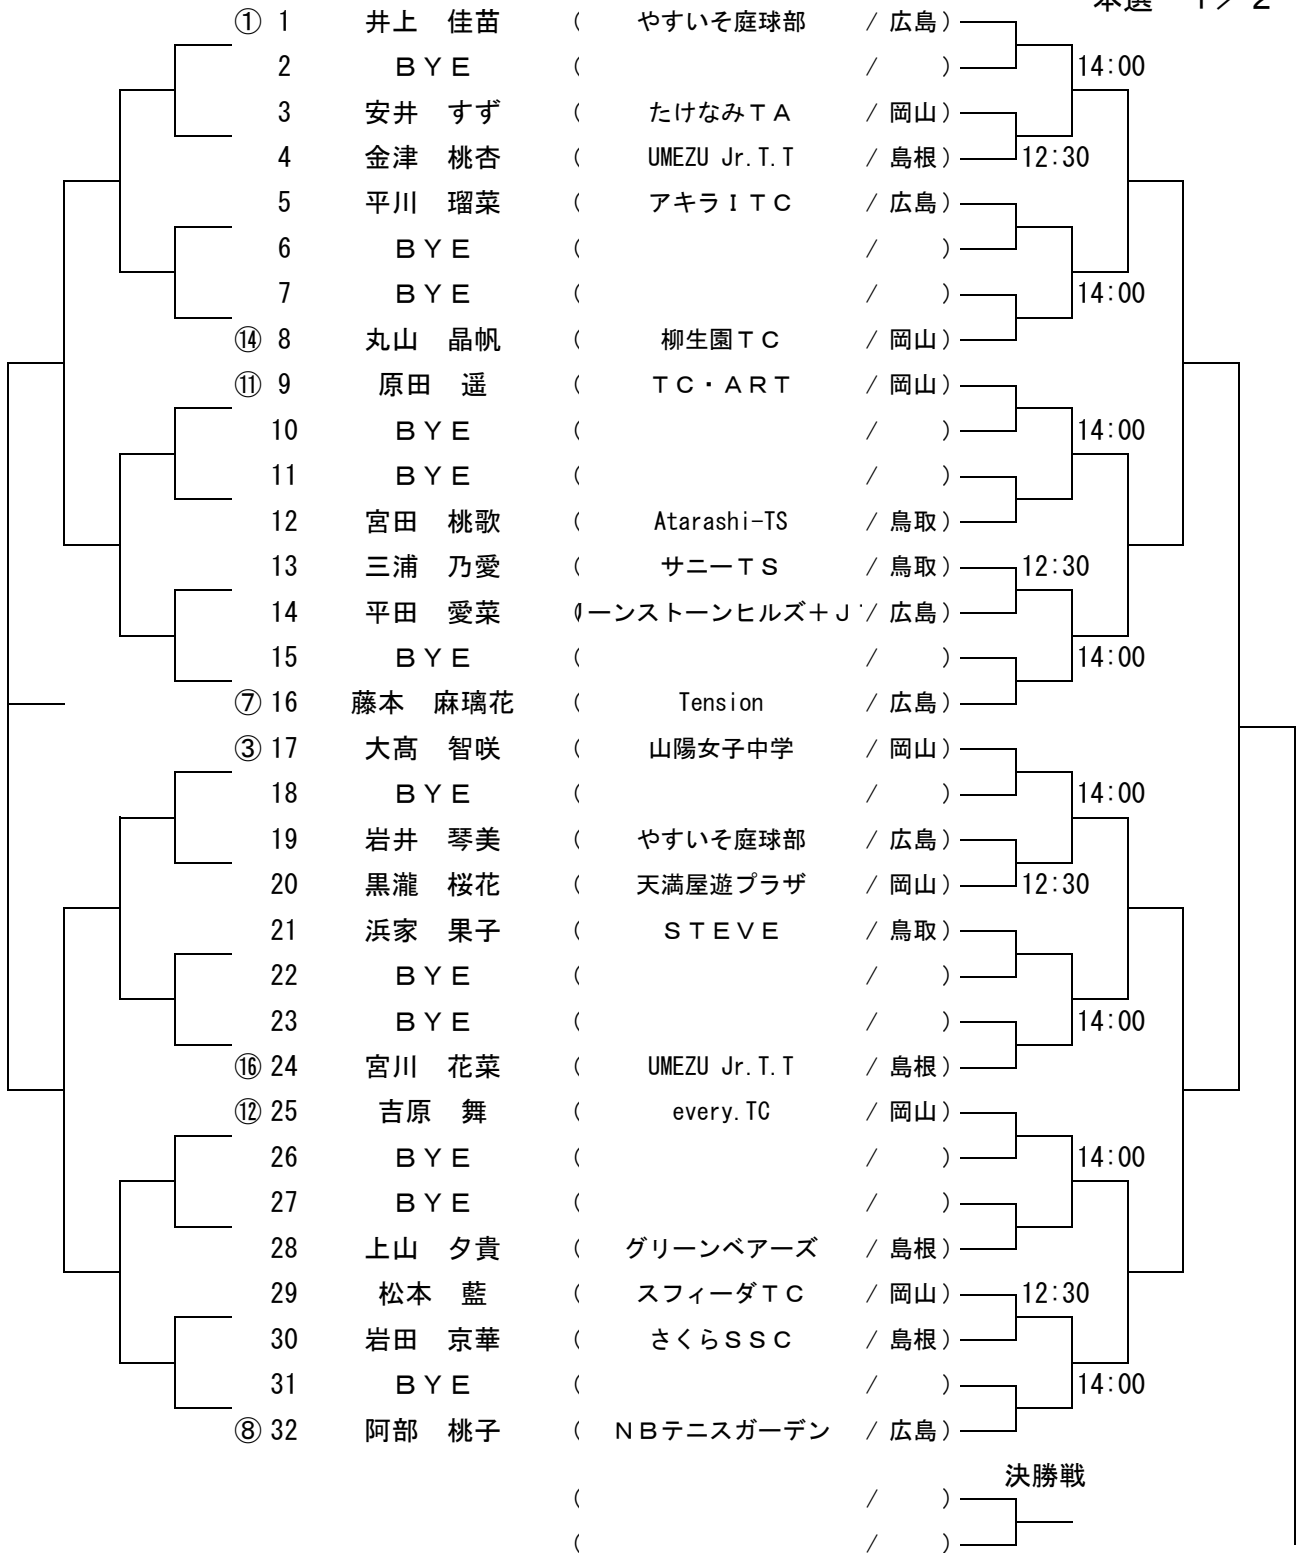 本選 1/2
① 1 井上 佳苗 ( やすいそ庭球部 / 広島)
2 BYE ( / ) 14:00
3 安井 すず ( たけなみTA / 岡山)
4 金津 桃杏 ( UMEZU Jr.T.T / 島根) 12:30
5 平川 瑠菜 ( アキラITC / 広島)
6 BYE ( / )
7 BYE ( / ) 14:00
⑭ 8 丸山 晶帆 ( 柳生園TC / 岡山)
⑪ 9 原田 遥 ( TC・ART / 岡山)
10 BYE ( / ) 14:00
11 BYE ( / )
12 宮田 桃歌 ( Atarashi-TS / 鳥取)
13 三浦 乃愛 ( サニーTS / 鳥取) 12:30
14 平田 愛菜 ーンストーンヒルズ+J / 広島)
15 BYE ( / ) 14:00
⑦ 16 藤本 麻璃花 ( Tension / 広島)
③ 17 大髙 智咲 ( 山陽女子中学 / 岡山)
18 BYE ( / ) 14:00
19 岩井 琴美 ( やすいそ庭球部 / 広島)
20 黒瀧 桜花 ( 天満屋遊プラザ / 岡山) 12:30
21 浜家 果子 ( STEVE / 鳥取)
22 BYE ( / )
23 BYE ( / ) 14:00
⑯ 24 宮川 花菜 ( UMEZU Jr.T.T / 島根)
⑫ 25 吉原 舞 ( every.TC / 岡山)
26 BYE ( / ) 14:00
27 BYE ( / )
28 上山 夕貴 ( グリーンベアーズ / 島根)
29 松本 藍 ( スフィーダTC / 岡山) 12:30
30 岩田 京華 ( さくらSSC / 島根)
31 BYE ( / ) 14:00
⑧ 32 阿部 桃子 ( NBテニスガーデン / 広島)
決勝戦
( / )
( / )